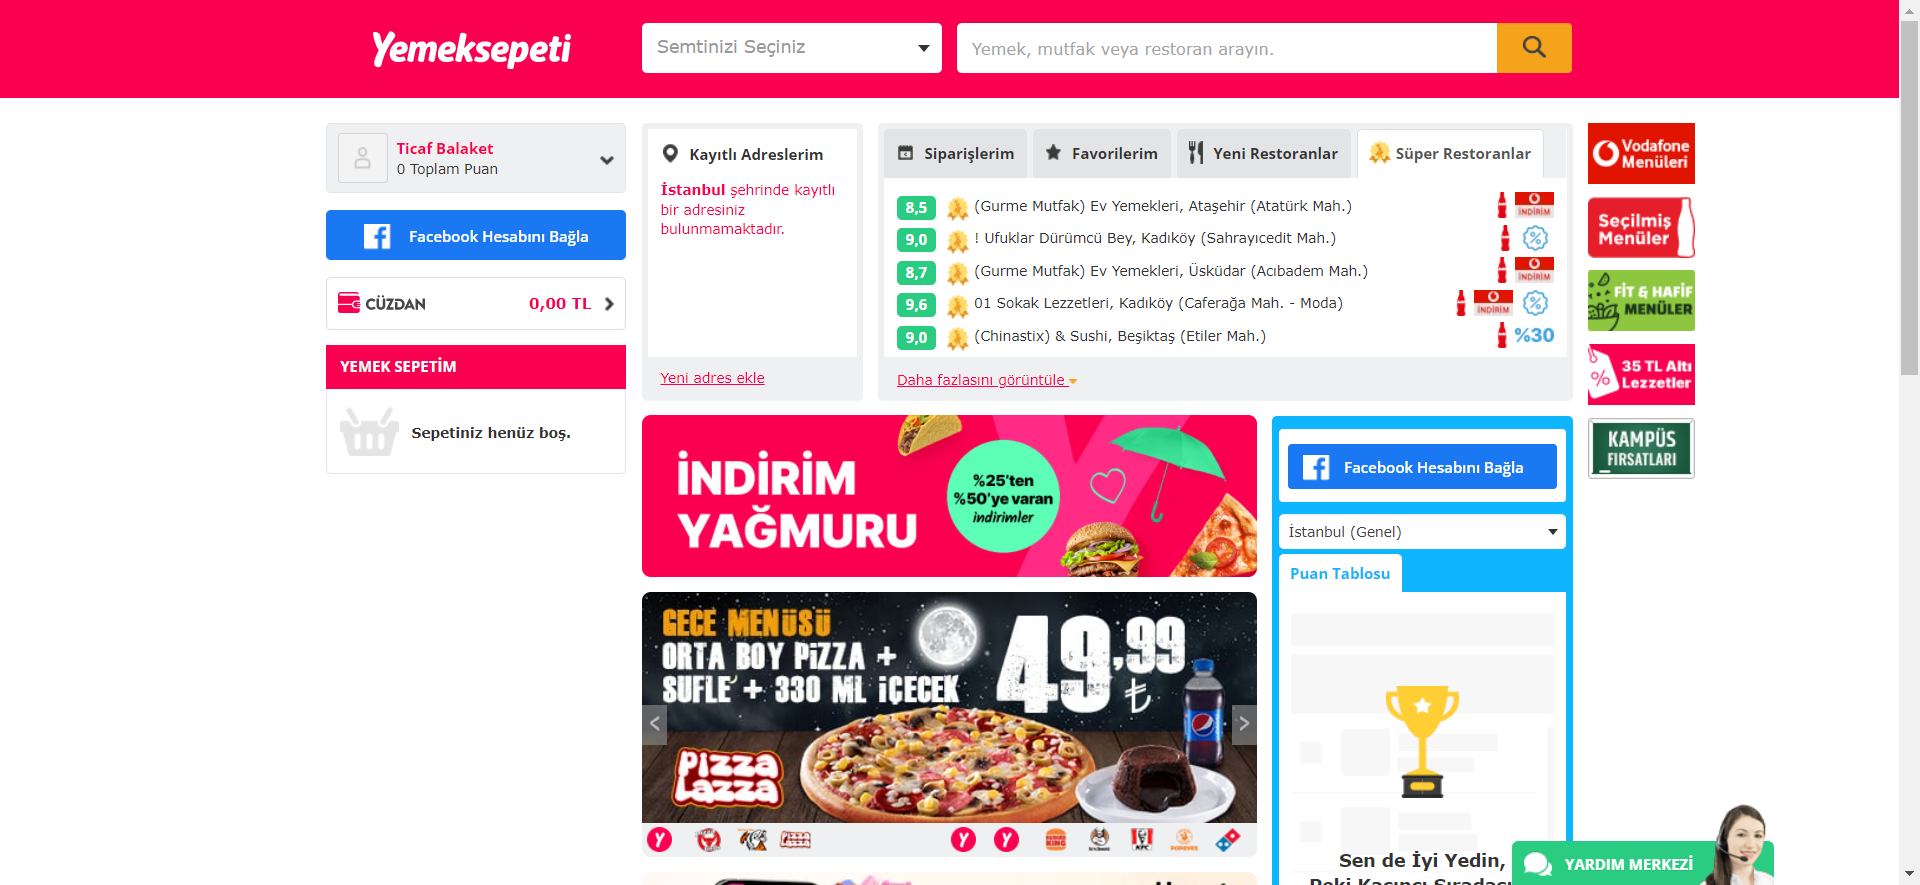 Yemeksepeti
Semtinizi Seçiniz
Yemek, mutfak veya restoran arayın.
Ticaf Balaket
0 Toplam Puan
Facebook Hesabını Bağla
CÜZDAN
0,00 TL
YEMEK SEPETİM
Sepetiniz henüz boş.
Kayıtlı Adreslerim
İstanbul şehrinde kayıtlı
bir adresiniz
bulunmamaktadır.
Yeni adres ekle
Siparişlerim
Favorilerim
Yeni Restoranlar
Süper Restoranlar
8,5 (Gurme Mutfak) Ev Yemekleri, Ataşehir (Atatürk Mah.) İNDİRİM
9,0 ! Ufuklar Dürümcü Bey, Kadıköy (Sahrayıcedit Mah.)
8,7 (Gurme Mutfak) Ev Yemekleri, Üsküdar (Acıbadem Mah.) İNDİRİM
9,6 01 Sokak Lezzetleri, Kadıköy (Caferağa Mah. - Moda) İNDİRİM
9,0 (Chinastix) & Sushi, Beşiktaş (Etiler Mah.) %30
Daha fazlasını görüntüle
Vodafone
Menüleri
Seçilmiş
Menüler
FİT & HAFİF
MENÜLER
35 TL Altı
Lezzetler
KAMPÜS
FIRSATLARI
İNDİRİM
YAĞMURU
%25'ten
%50'ye varan
indirimler
GECE MENÜSÜ
ORTA BOY PİZZA +
SUFLE + 330 ML İÇECEK
49,99
₺
Pizza
Lazza
Facebook Hesabını Bağla
İstanbul (Genel)
Puan Tablosu
Sen de İyi Yedin,
Peki Kaçıncı Sıradasın
YARDIM MERKEZİ